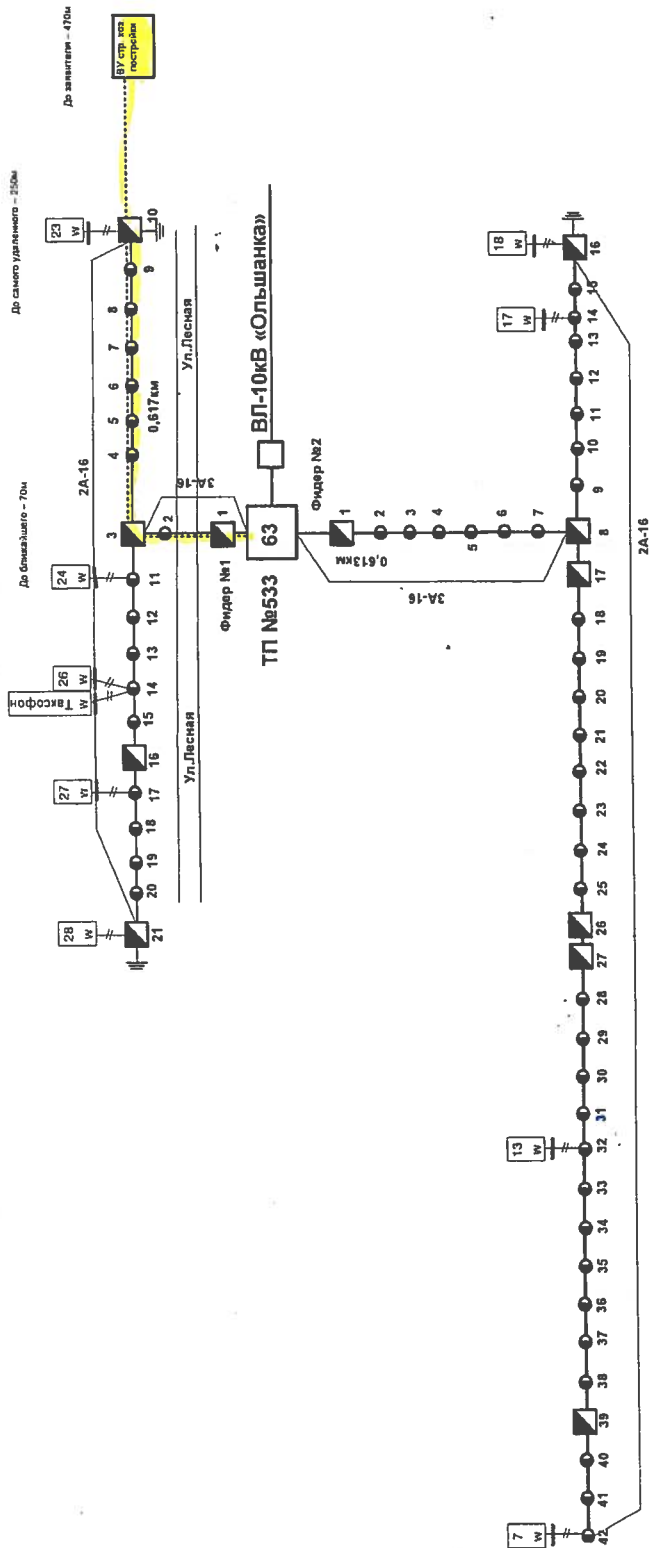 До заявителя – 470м
ВУ стр. хоз
постройки
До самого удаленного – 250м
До ближайшего – 70м
2А-16
23
W
10
9
8
7
6
5
4
0,617км
3
2
3А-16
1
Фидер №1
24
W
11
12
13
26
W
Таксофон
W
14
15
16
27
W
17
18
19
20
28
W
21
Ул.Лесная
Ул.Лесная
63
ТП №533
ВЛ-10кВ «Ольшанка»
Фидер №2
1
2
3
4
5
6
7
8
0,613км
3А-16
9
10
11
12
13
14
15
16
17
W
18
W
2А-16
17
18
19
20
21
22
23
24
25
26
27
28
29
30
31
32
13
W
33
34
35
36
37
38
39
40
41
42
7
W